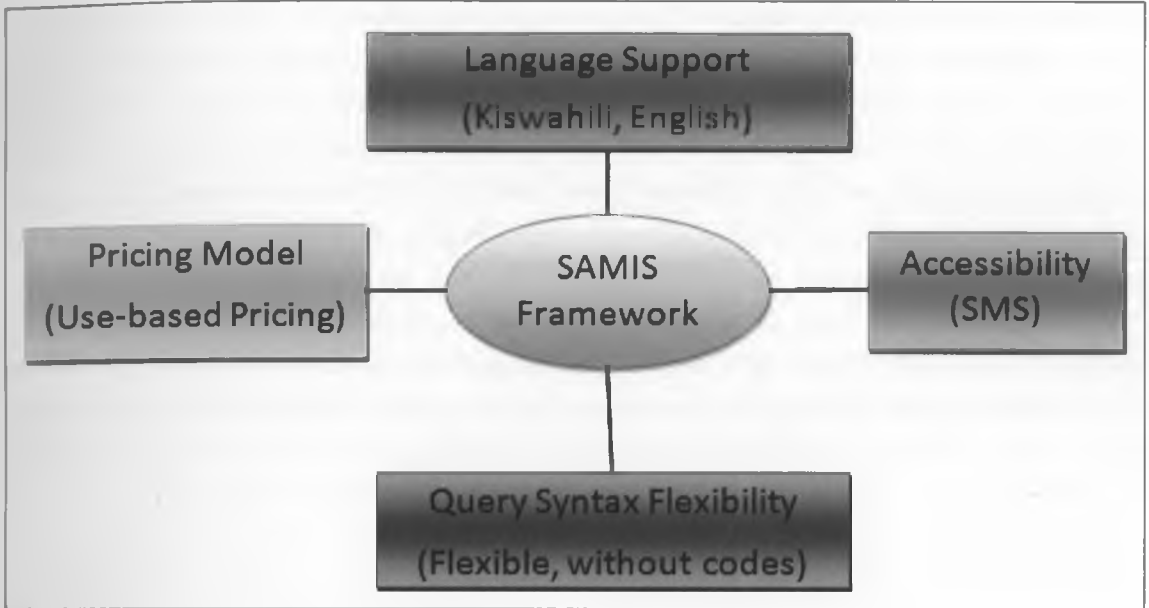 Language Support
(Kiswahili, English)
Pricing Model
(Use-based Pricing)
SAMIS
Framework
Accessibility
(SMS)
Query Syntax Flexibility
(Flexible, without codes)